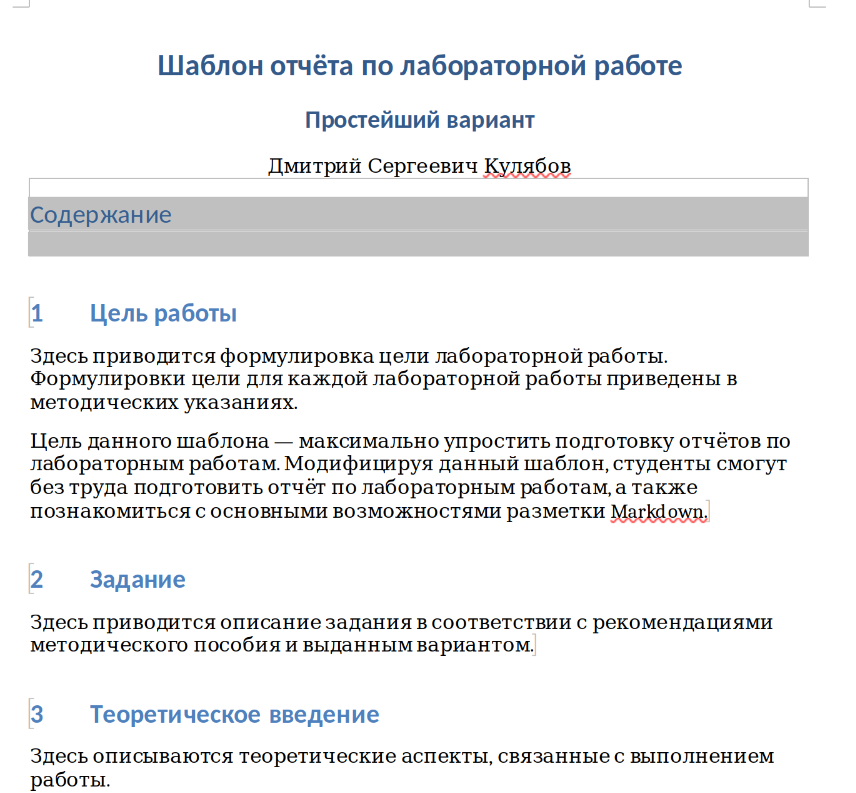 Шаблон отчёта по лабораторной работе
Простейший вариант
Дмитрий Сергеевич Кулябов
Содержание
1 Цель работы
Здесь приводится формулировка цели лабораторной работы.
Формулировки цели для каждой лабораторной работы приведены в
методических указаниях.
Цель данного шаблона — максимально упростить подготовку отчётов по
лабораторным работам. Модифицируя данный шаблон, студенты смогут
без труда подготовить отчёт по лабораторным работам, а также
познакомиться с основными возможностями разметки Markdown.
2 Задание
Здесь приводится описание задания в соответствии с рекомендациями
методического пособия и выданным вариантом.
3 Теоретическое введение
Здесь описываются теоретические аспекты, связанные с выполнением
работы.